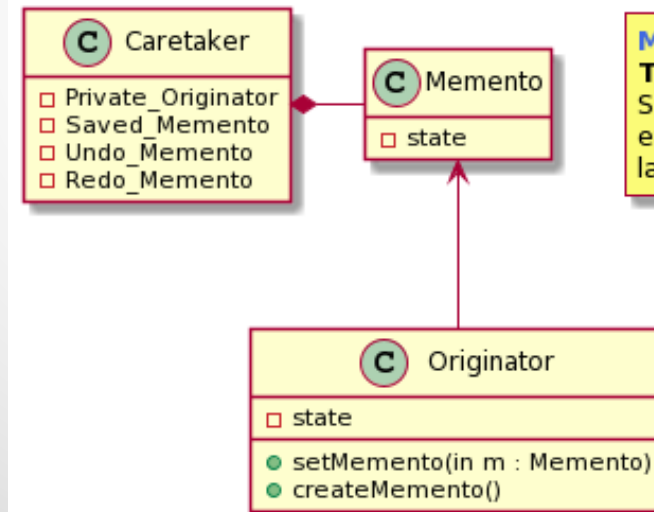 C Caretaker
Private_Originator
Saved_Memento
Undo_Memento
Redo_Memento
C Memento
state
M
T
S
e
la
C Originator
state
setMemento(in m : Memento)
createMemento()